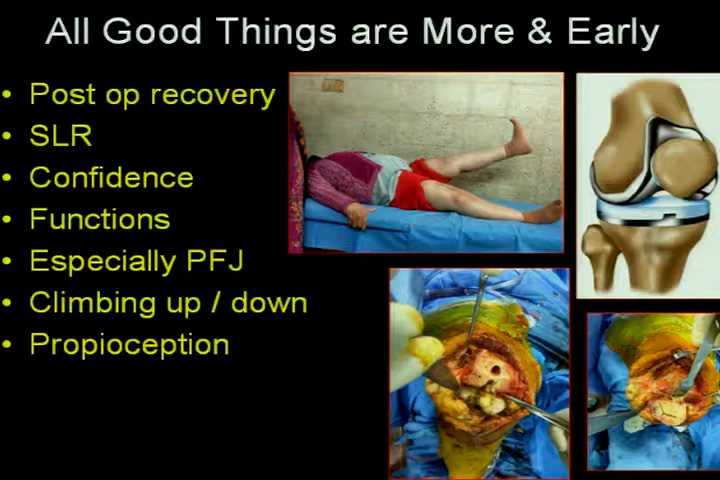 All Good Things are More & Early
• Post op recovery
• SLR
• Confidence
• Functions
• Especially PFJ
• Climbing up / down
• Propioception